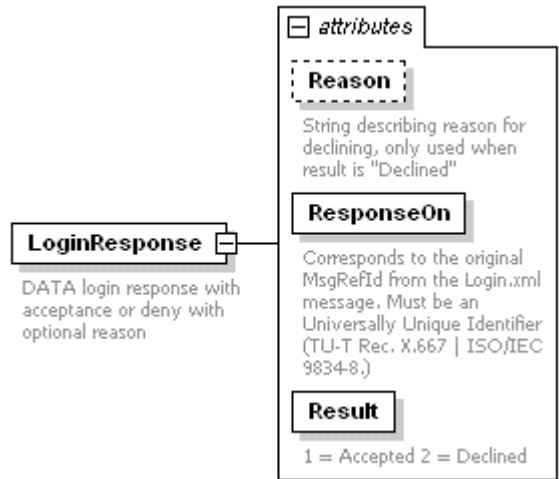 attributes
Reason
String describing reason for
declining, only used when
result is "Declined"
ResponseOn
Corresponds to the original
MsgRefId from the Login.xml
message. Must be an
Universally Unique Identifier
(TU-T Rec. X.667 | ISO/IEC
9834-8.)
Result
1 = Accepted 2 = Declined
LoginResponse
DATA login response with
acceptance or deny with
optional reason